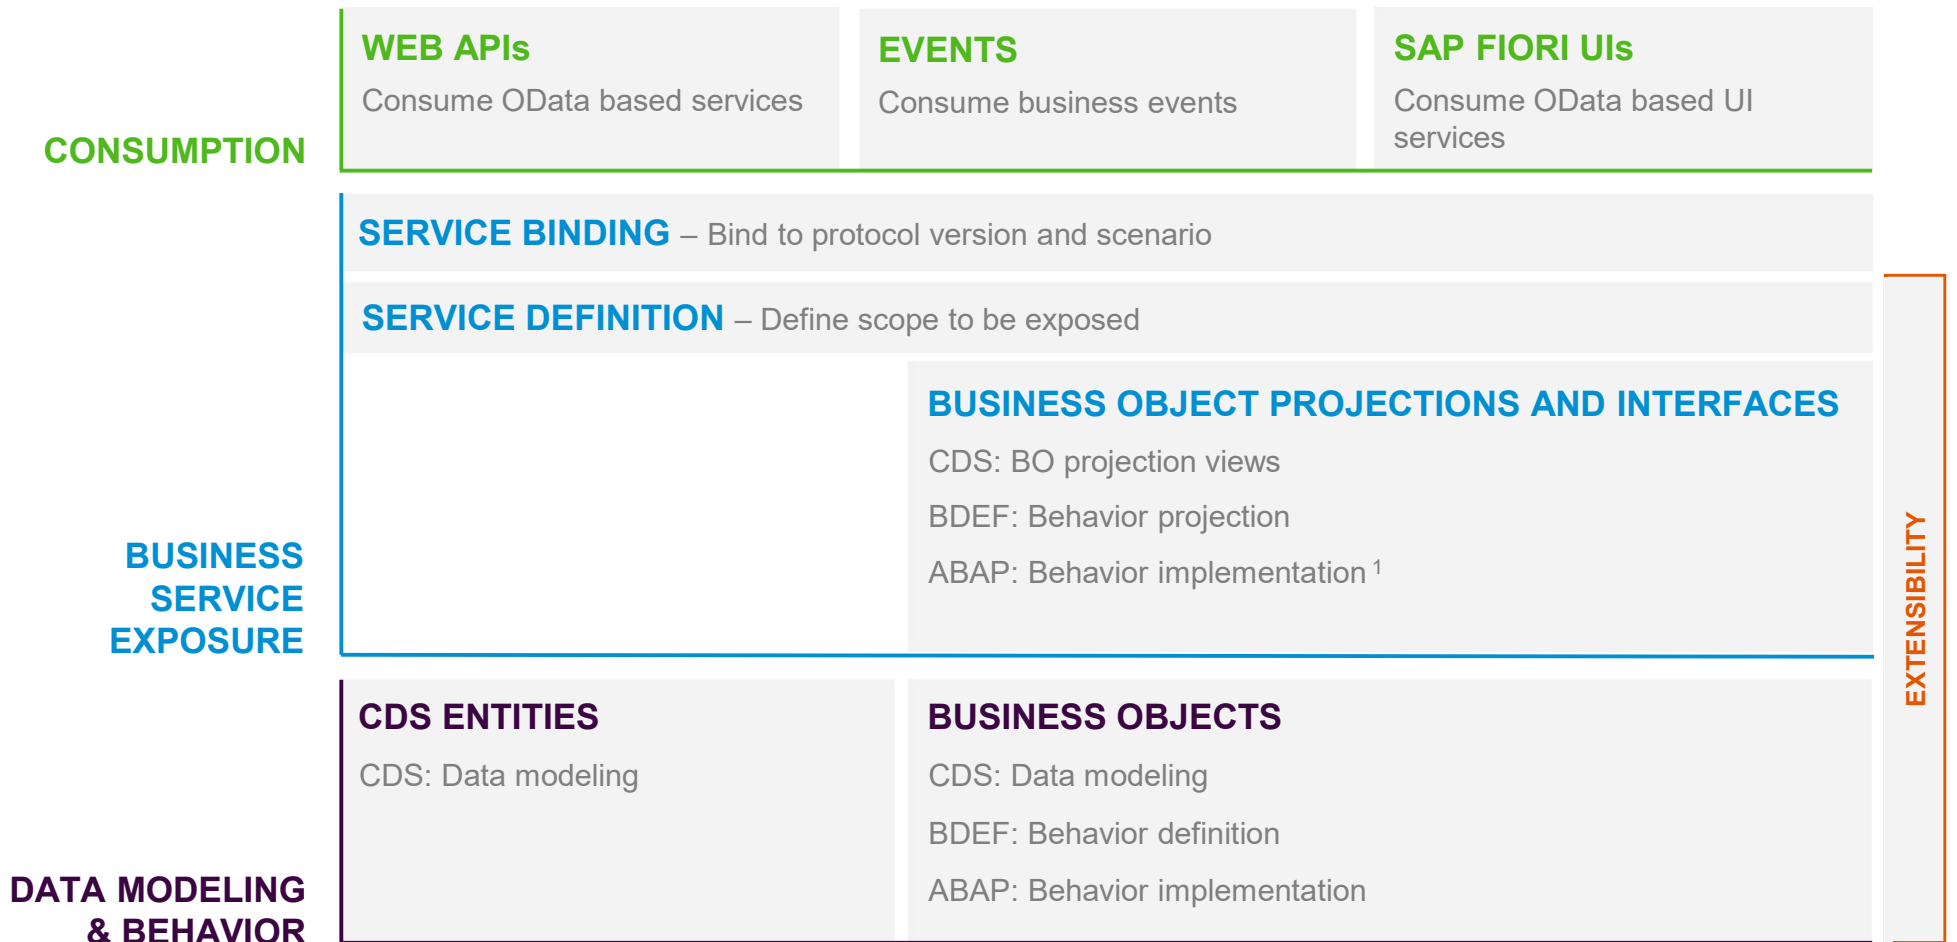 WEB APIs
Consume OData based services
EVENTS
Consume business events
SAP FIORI UIs
Consume OData based UI
services
CONSUMPTION
SERVICE BINDING – Bind to protocol version and scenario
SERVICE DEFINITION – Define scope to be exposed
BUSINESS OBJECT PROJECTIONS AND INTERFACES
CDS: BO projection views
BDEF: Behavior projection
ABAP: Behavior implementation ¹
BUSINESS
SERVICE
EXPOSURE
EXTENSIBILITY
CDS ENTITIES
CDS: Data modeling
BUSINESS OBJECTS
CDS: Data modeling
BDEF: Behavior definition
ABAP: Behavior implementation
DATA MODELING
& BEHAVIOR